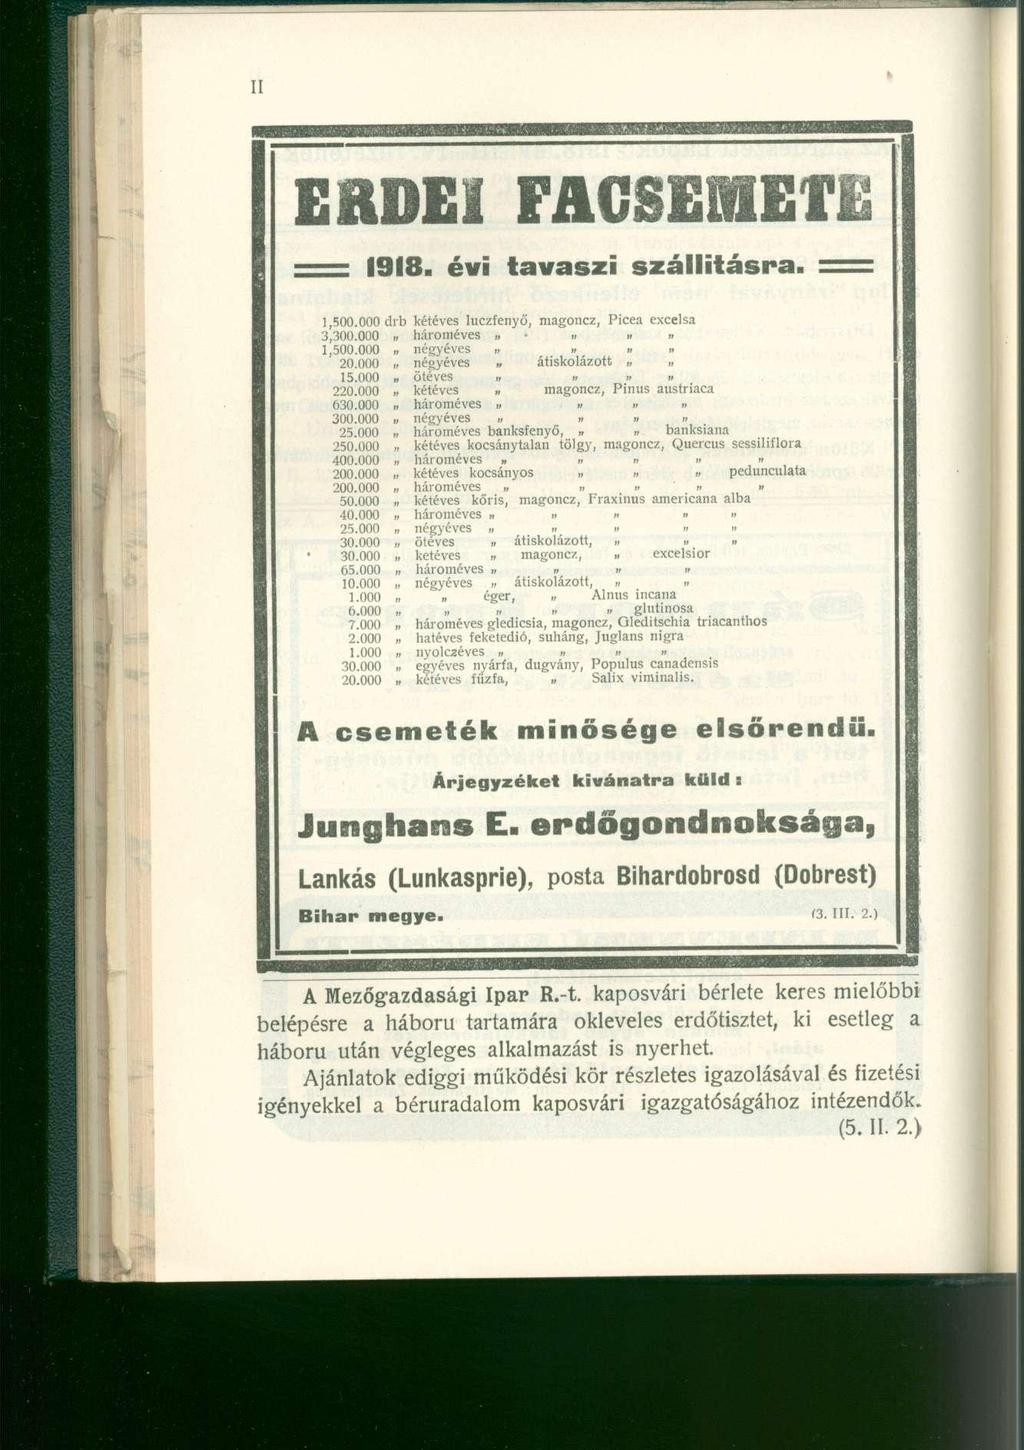 II
ERDEI FACSEMETE
1918. évi tavaszi szállitásra.
1,500.000 drb kétéves luczfenyő, magoncz, Picea excelsa
3,300.000 „ hároméves „ „ „ „
1,500.000 „ négyéves „ „ „ „
20.000 „ négyéves „ átiskolázott „ „
15.000 „ ötéves „ „ „ „
220.000 „ kétéves „ magoncz, Pinus austriaca
630.000 „ hároméves „ „ „ „
300.000 „ négyéves „ „ „ „
25.000 „ hároméves banksfenyő, „ „ banksiana
250.000 „ kétéves kocsánytalan tölgy, magoncz, Quercus sessiliflora
400.000 „ hároméves „ „ „ „ „
200.000 „ kétéves kocsányos „ „ „ pedunculata
200.000 „ hároméves „ „ „ „ „
50.000 „ kétéves kőris, magoncz, Fraxinus americana alba
40.000 „ hároméves „ „ „ „ „
25.000 „ négyéves „ „ „ „ „
30.000 „ ötéves „ átiskolázott, „ „ „
30.000 „ ketéves „ magoncz, „ excelsior
65.000 „ hároméves „ „ „ „
10.000 „ négyéves „ átiskolázott, „ „
1.000 „ „ éger, „ Alnus incana
6.000 „ „ „ „ „ glutinosa
7.000 „ hároméves gledicsia, magoncz, Gleditschia triacanthos
2.000 „ hatéves feketedió, suháng, Juglans nigra
1.000 „ nyolczéves „ „ „ „
30.000 „ egyéves nyárfa, dugvány, Populus canadensis
20.000 „ kétéves fűzfa, „ Salix viminalis.
A csemeték minősége elsőrendü.
Árjegyzéket kivánatra küld:
Junghans E. erdőgondnoksága,
Lankás (Lunkasprie), posta Bihardobrosd (Dobrest)
Bihar megye. (3. III. 2.)
A Mezőgazdasági Ipar R.-t. kaposvári bérlete keres mielőbbi
belépésre a háboru tartamára okleveles erdőtisztet, ki esetleg a
háboru után végleges alkalmazást is nyerhet.
Ajánlatok ediggi működési kör részletes igazolásával és fizetési
igényekkel a béruradalom kaposvári igazgatóságához intézendők.
(5. II. 2.)